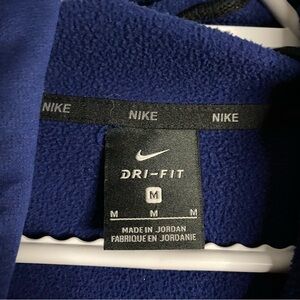 NIKE NIKE NIKE
DRI-FIT
M
M M M
MADE IN JORDAN
FABRIQUE EN JORDANIE